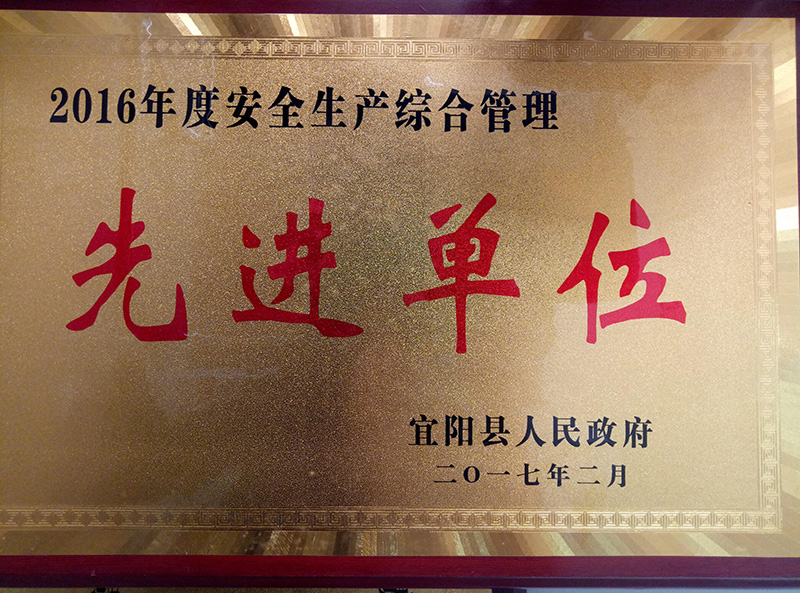 2016年度安全生产综合管理
先进单位
宜阳县人民政府
二〇一七年二月